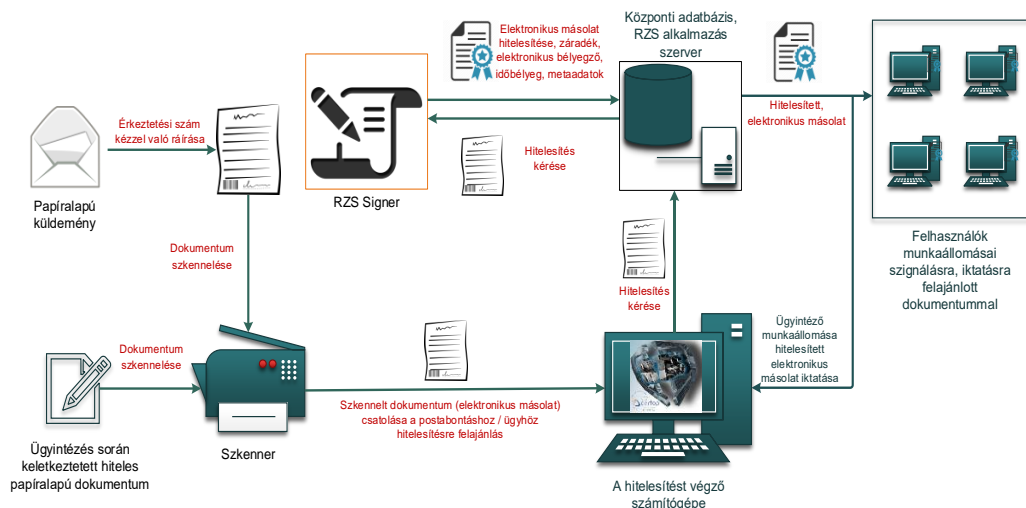 Elektronikus másolat
hitelesítése, záradék,
elektronikus bélyegző,
időbélyeg, metaadatok
Központi adatbázis,
RZS alkalmazás
szerver
Hitelesített,
elektronikus másolat
Érkeztetési szám
kézzel való ráírása
Hitelesítés
kérése
RZS Signer
Papíralapú
küldemény
Felhasználók
munkaállomásai
szignálásra, iktatásra
felajánlott
dokumentummal
Dokumentum
szkennelése
Hitelesítés
kérése
Ügyintéző
munkaállomása
hitelesített
elektronikus
másolat iktatása
Dokumentum
szkennelése
Szkennelt dokumentum (elektronikus másolat)
csatolása a postabontáshoz / ügyhöz
hitelesítésre felajánlás
Szkenner
Ügyintézés során
keletkeztetett hiteles
papíralapú dokumentum
A hitelesítést végző
számítógépe